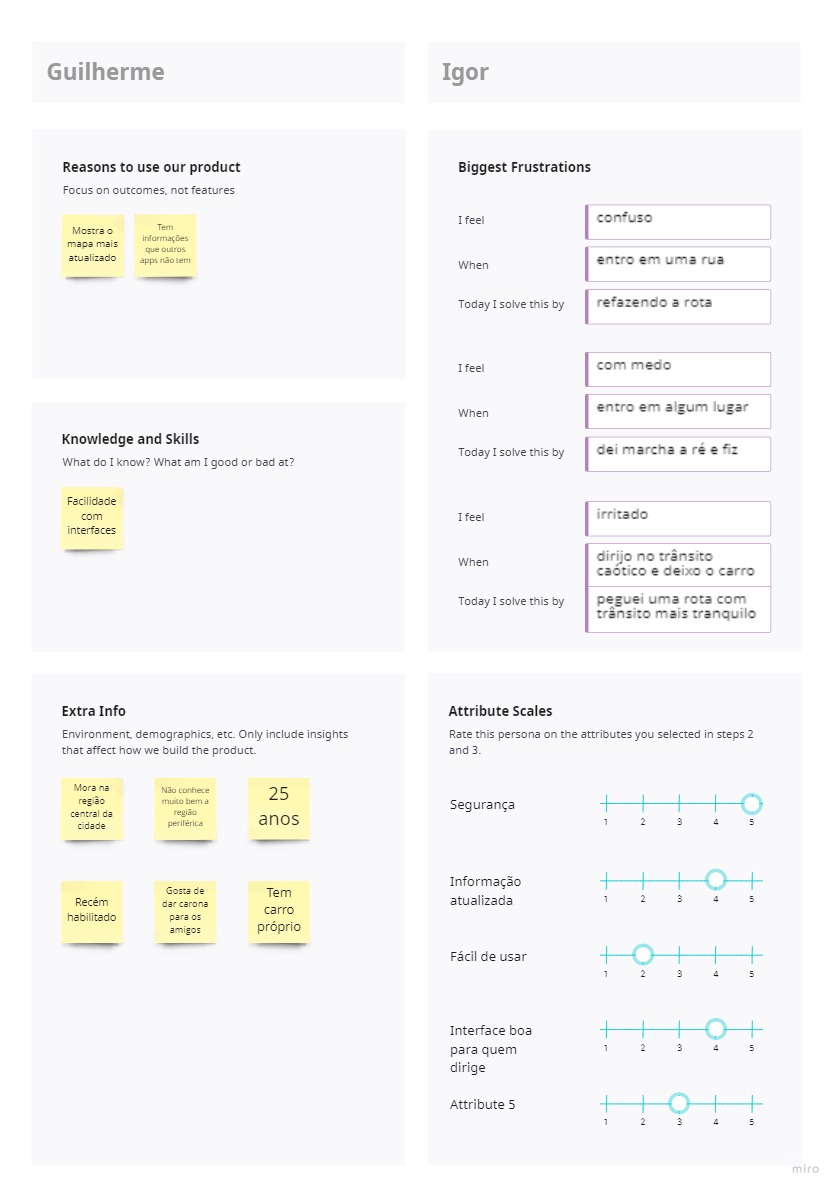 Guilherme
Igor
Reasons to use our product
Focus on outcomes, not features
Mostra o
mapa mais
atualizado
Tem
informações
que outros
apps não tem
Knowledge and Skills
What do I know? What am I good or bad at?
Facilidade
com
interfaces
Extra Info
Environment, demographics, etc. Only include insights
that affect how we build the product.
Mora na
região
central da
cidade
Não conhece
muito bem a
região
periférica
25
anos
Recém
habilitado
Gosta de
dar carona
para os
amigos
Tem
carro
próprio
Biggest Frustrations
I feel
confuso
When
entro em uma rua
Today I solve this by
refazendo a rota
I feel
com medo
When
entro em algum lugar
Today I solve this by
dei marcha a ré e fiz
I feel
irritado
When
dirijo no trânsito
caótico e deixo o carro
Today I solve this by
peguei uma rota com
trânsito mais tranquilo
Attribute Scales
Rate this persona on the attributes you selected in steps 2
and 3.
Segurança
1 2 3 4 5
Informação
atualizada
1 2 3 4 5
Fácil de usar
1 2 3 4 5
Interface boa
para quem
dirige
1 2 3 4 5
Attribute 5
1 2 3 4 5
miro